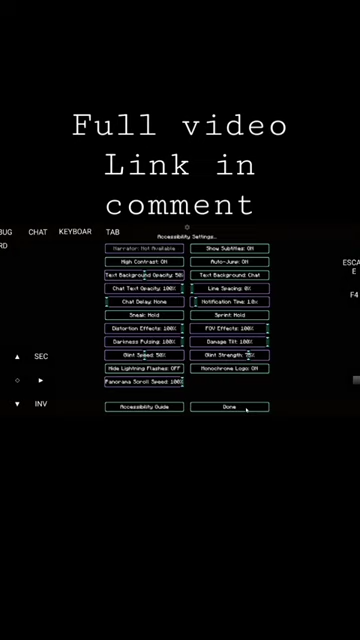 Full video
Link in
comment
BUG CHAT KEYBOAR TAB
RD
Accessibility Settings...
Narrator: Not Available
Show Subtitles: ON
High Contrast: ON
Auto-Jump: ON
Text Background Opacity: 50%
Text Background: Chat
Chat Text Opacity: 100%
Line Spacing: 0%
Chat Delay: None
Notification Time: 1.0x
Sneak: Hold
Sprint: Hold
Distortion Effects: 100%
FOV Effects: 100%
Darkness Pulsing: 100%
Damage Tilt: 100%
Glint Speed: 50%
Glint Strength: 75%
Hide Lightning Flashes: OFF
Monochrome Logo: ON
Panorama Scroll Speed: 100%
Accessibility Guide
Done
ESCA
E
F4
▲ SEC
◇ ▶
▼ INV